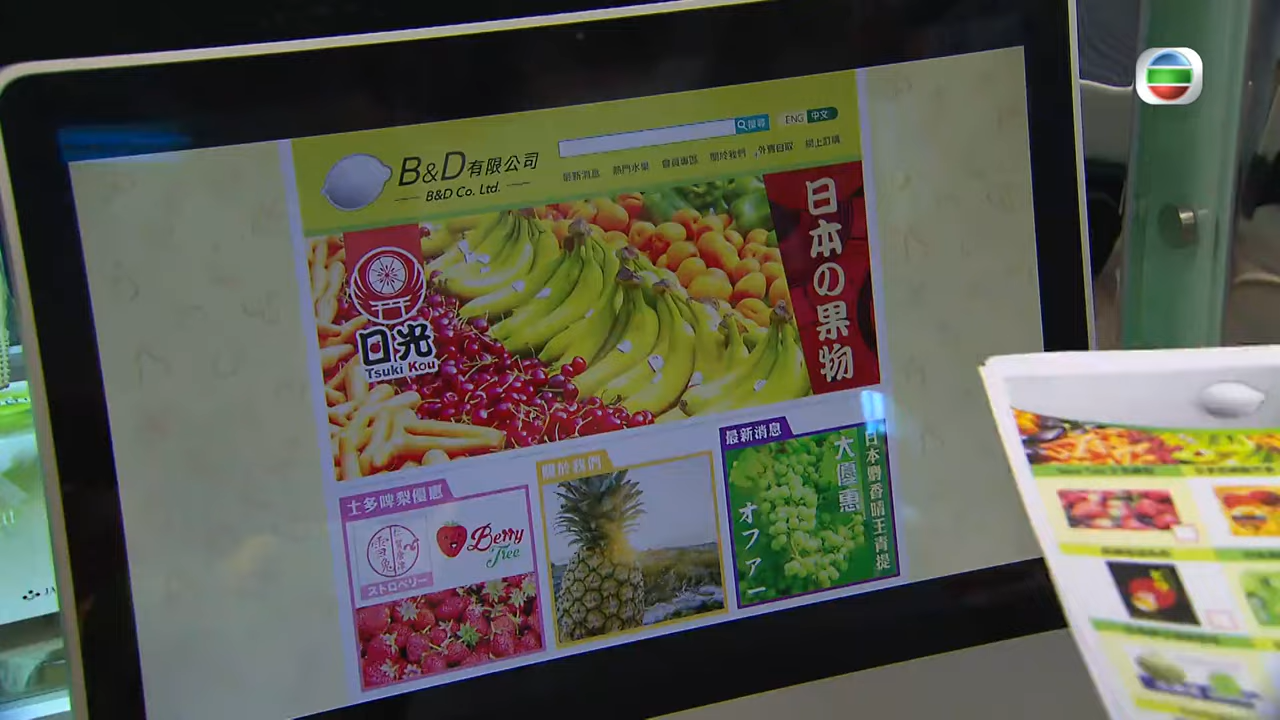 搜尋
ENG 中文
B&D有限公司
B&D Co. Ltd.
最新消息 熱門水果 會員專區 關於我們 外賣自取 網上訂購
日光
Tsuki Kou
日本の果物
士多啤梨優惠
雪兔
ストロベリー
Berry
Tree
關於我們
最新消息
大優惠
オファー
日本麝香晴王青提